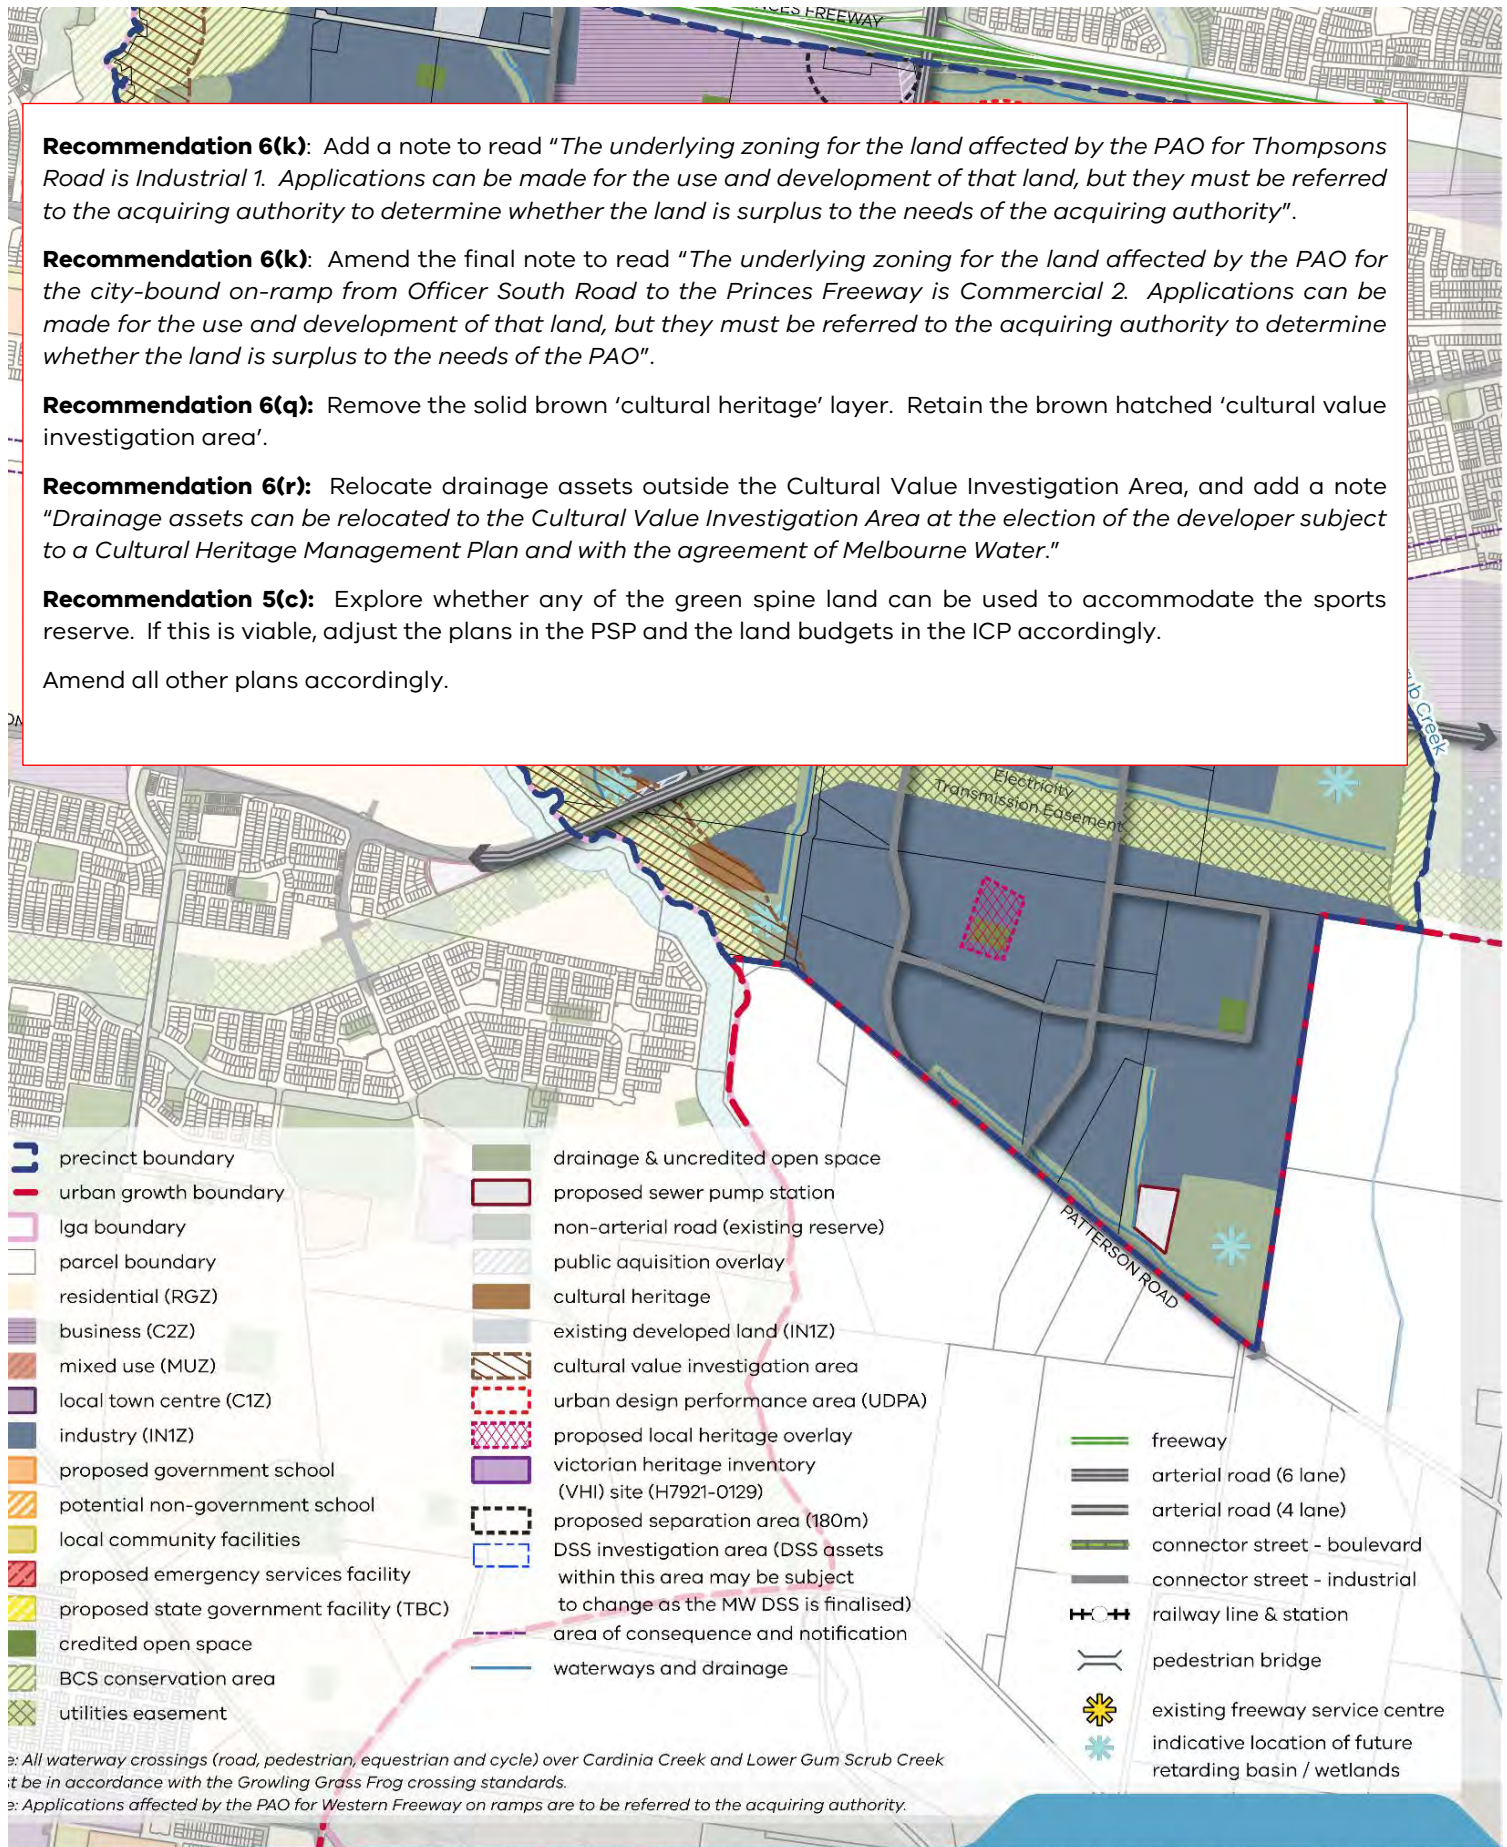 FREEWAY
Recommendation 6(k): Add a note to read “The underlying zoning for the land affected by the PAO for Thompsons
Road is Industrial 1. Applications can be made for the use and development of that land, but they must be referred
to the acquiring authority to determine whether the land is surplus to the needs of the acquiring authority”.
Recommendation 6(k): Amend the final note to read “The underlying zoning for the land affected by the PAO for
the city-bound on-ramp from Officer South Road to the Princes Freeway is Commercial 2. Applications can be
made for the use and development of that land, but they must be referred to the acquiring authority to determine
whether the land is surplus to the needs of the PAO”.
Recommendation 6(q): Remove the solid brown ‘cultural heritage’ layer. Retain the brown hatched ‘cultural value
investigation area’.
Recommendation 6(r): Relocate drainage assets outside the Cultural Value Investigation Area, and add a note
“Drainage assets can be relocated to the Cultural Value Investigation Area at the election of the developer subject
to a Cultural Heritage Management Plan and with the agreement of Melbourne Water.”
Recommendation 5(c): Explore whether any of the green spine land can be used to accommodate the sports
reserve. If this is viable, adjust the plans in the PSP and the land budgets in the ICP accordingly.
Amend all other plans accordingly.
Creek
Electricity
Transmission Easement
PATTERSON ROAD
precinct boundary
urban growth boundary
lga boundary
parcel boundary
residential (RGZ)
business (C2Z)
mixed use (MUZ)
local town centre (C1Z)
industry (IN1Z)
proposed government school
potential non-government school
local community facilities
proposed emergency services facility
proposed state government facility (TBC)
credited open space
BCS conservation area
utilities easement
drainage & uncredited open space
proposed sewer pump station
non-arterial road (existing reserve)
public aquisition overlay
cultural heritage
existing developed land (IN1Z)
cultural value investigation area
urban design performance area (UDPA)
proposed local heritage overlay
victorian heritage inventory
(VHI) site (H7921-0129)
proposed separation area (180m)
DSS investigation area (DSS assets
within this area may be subject
to change as the MW DSS is finalised)
area of consequence and notification
waterways and drainage
freeway
arterial road (6 lane)
arterial road (4 lane)
connector street - boulevard
connector street - industrial
railway line & station
pedestrian bridge
existing freeway service centre
indicative location of future
retarding basin / wetlands
e: All waterway crossings (road, pedestrian, equestrian and cycle) over Cardinia Creek and Lower Gum Scrub Creek
st be in accordance with the Growling Grass Frog crossing standards.
e: Applications affected by the PAO for Western Freeway on ramps are to be referred to the acquiring authority.